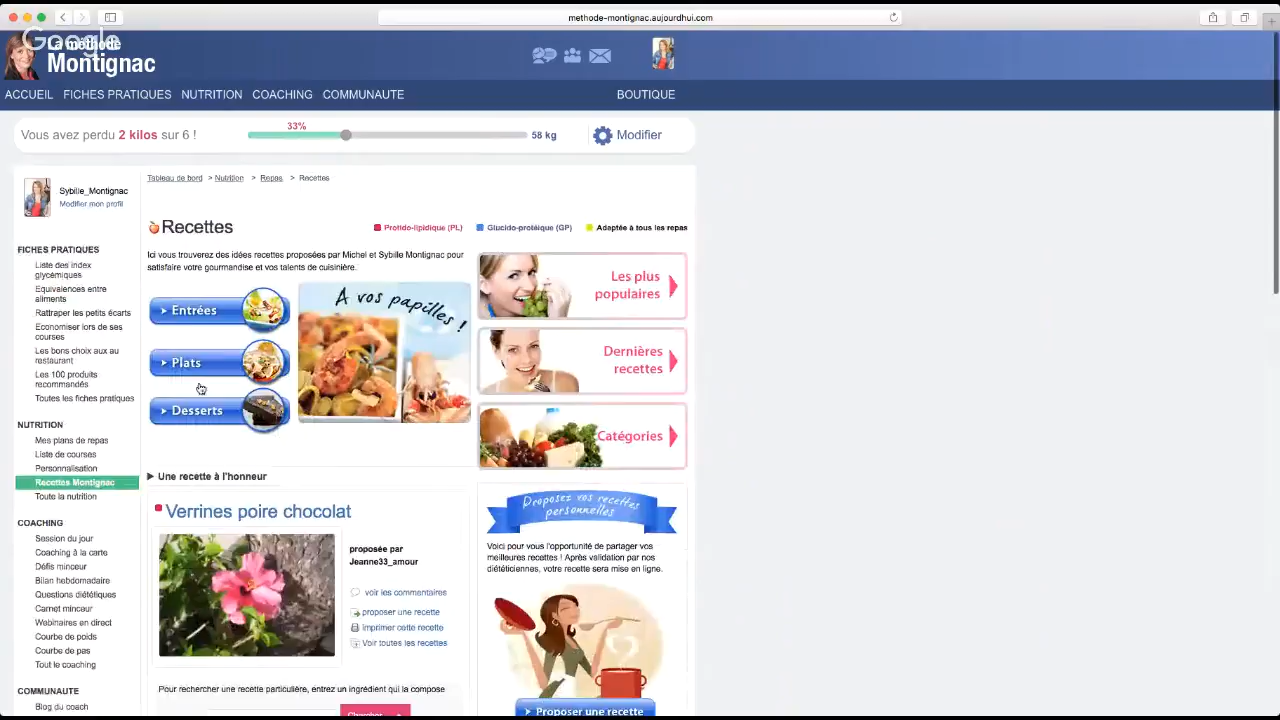 methode-montignac.aujourdhui.com
Google
La méthode
Montignac
ACCUEIL FICHES PRATIQUES NUTRITION COACHING COMMUNAUTE BOUTIQUE
Vous avez perdu 2 kilos sur 6 !
33%
58 kg
Modifier
Sybille_Montignac
Modifier mon profil
FICHES PRATIQUES
Liste des index
glycémiques
Equivalences entre
aliments
Rattraper les petits écarts
Economiser lors de ses
courses
Les bons choix aux au
restaurant
Les 100 produits
recommandés
Toutes les fiches pratiques
NUTRITION
Mes plans de repas
Liste de courses
Personnalisation
Recettes Montignac
Toute la nutrition
COACHING
Session du jour
Coaching à la carte
Défis minceur
Bilan hebdomadaire
Questions diététiques
Carnet minceur
Webinaires en direct
Courbe de poids
Courbe de pas
Tout le coaching
COMMUNAUTE
Blog du coach
Tableau de bord > Nutrition > Repas > Recettes
Recettes
Protido-lipidique (PL) Glucido-protéique (GP) Adaptée à tous les repas
Ici vous trouverez des idées recettes proposées par Michel et Sybille Montignac pour
satisfaire votre gourmandise et vos talents de cuisinière.
Entrées
Plats
Desserts
A vos papilles !
Les plus
populaires
Dernières
recettes
Catégories
Une recette à l'honneur
Verrines poire chocolat
proposée par
Jeanne33_amour
voir les commentaires
proposer une recette
Imprimer cette recette
Voir toutes les recettes
Pour rechercher une recette particulière, entrez un ingrédient qui la compose
Chercher
Proposez vos recettes
personnelles
Voici pour vous l'opportunité de partager vos
meilleures recettes ! Après validation par nos
diététiciennes, votre recette sera mise en ligne.
Proposer une recette